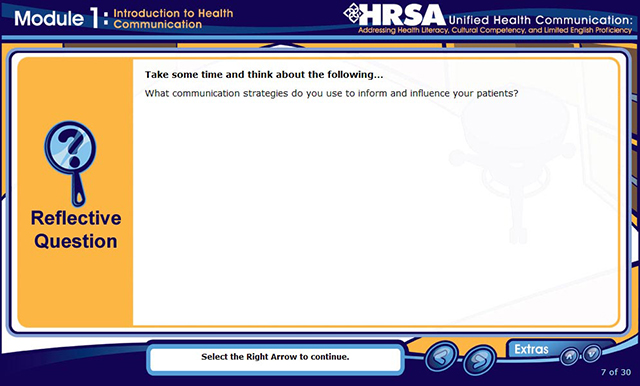 Module 1: Introduction to Health
Communication
HRSA Unified Health Communication:
Addressing Health Literacy, Cultural Competency, and Limited English Proficiency
?
Reflective
Question
Take some time and think about the following...
What communication strategies do you use to inform and influence your patients?
Select the Right Arrow to continue.
Extras
7 of 30